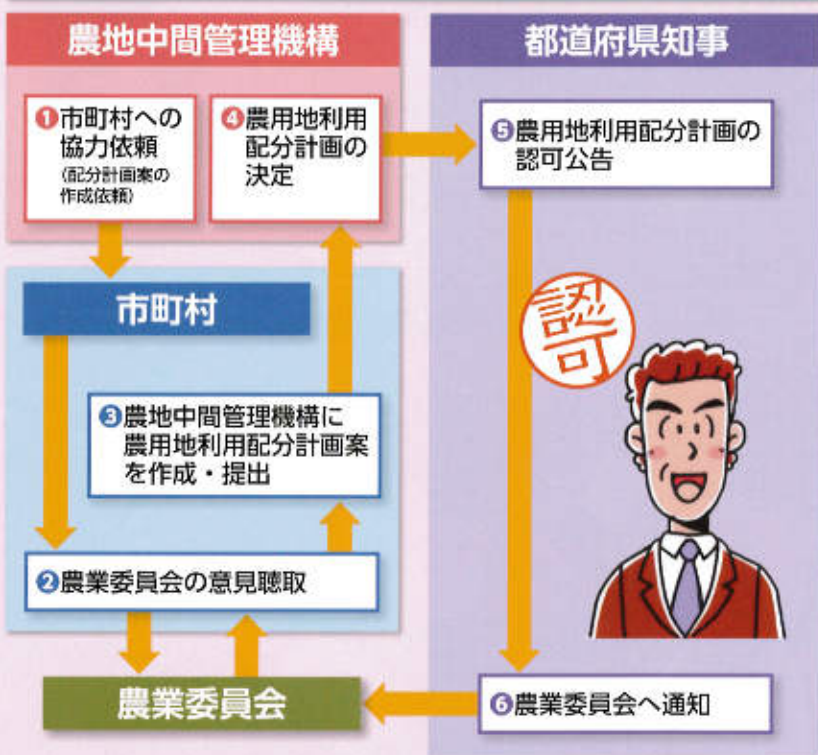 農地中間管理機構
都道府県知事
❶市町村への
協力依頼
(配分計画案の
作成依頼)
❹農用地利用
配分計画の
決定
❺農用地利用配分計画の
認可公告
市町村
認可
❸農地中間管理機構に
農用地利用配分計画案
を作成・提出
❷農業委員会の意見聴取
農業委員会
❻農業委員会へ通知